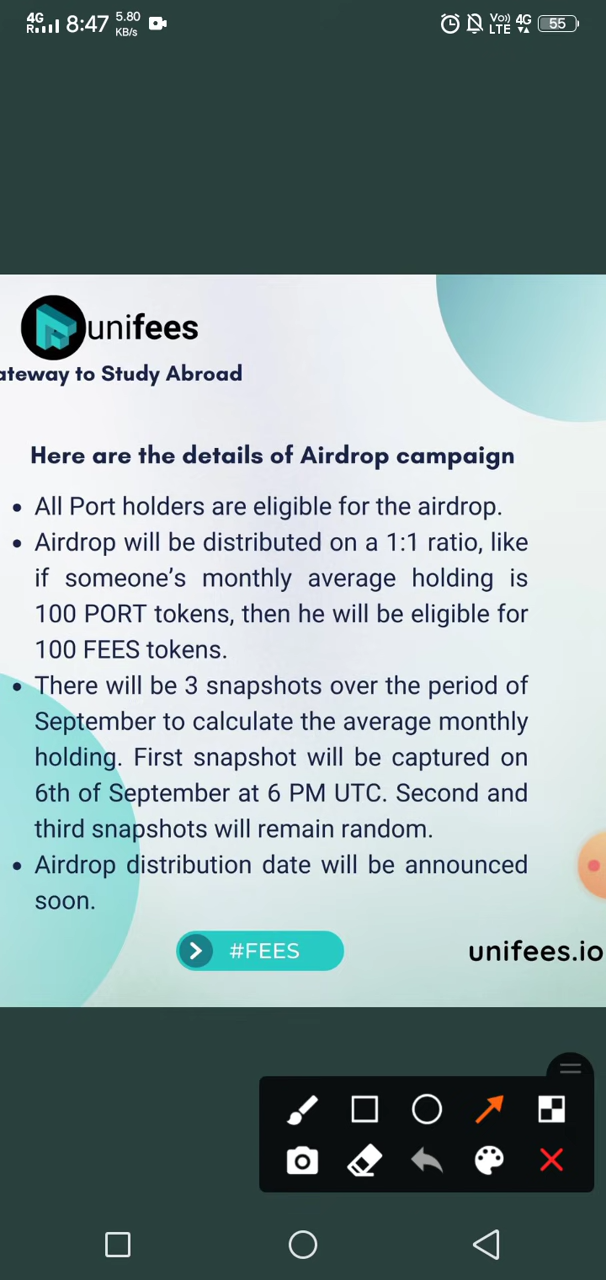 4G
R
8:47
5.80
KB/s
Vo))
LTE
4G
55
unifees
ateway to Study Abroad
Here are the details of Airdrop campaign
• All Port holders are eligible for the airdrop.
• Airdrop will be distributed on a 1:1 ratio, like
if someone's monthly average holding is
100 PORT tokens, then he will be eligible for
100 FEES tokens.
• There will be 3 snapshots over the period of
September to calculate the average monthly
holding. First snapshot will be captured on
6th of September at 6 PM UTC. Second and
third snapshots will remain random.
• Airdrop distribution date will be announced
soon.
#FEES
unifees.io